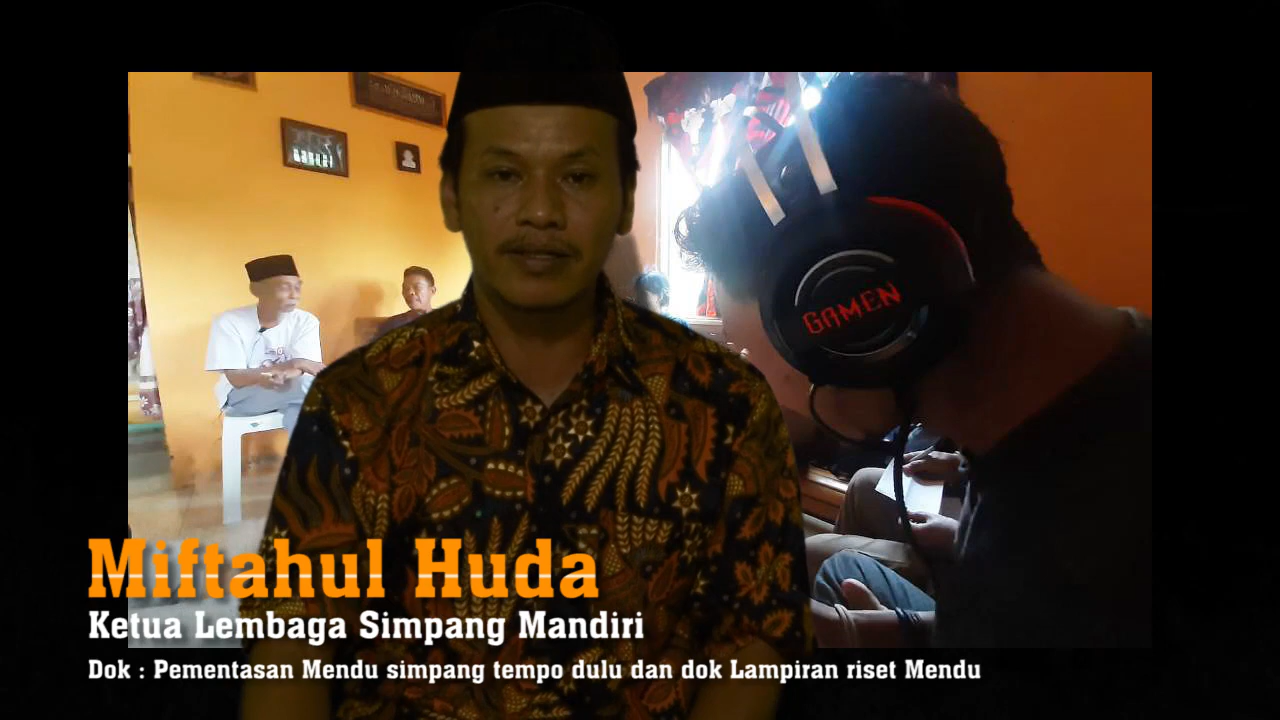 GAMEN
Miftahul Huda
Ketua Lembaga Simpang Mandiri
Dok : Pementasan Mendu simpang tempo dulu dan dok Lampiran riset Mendu